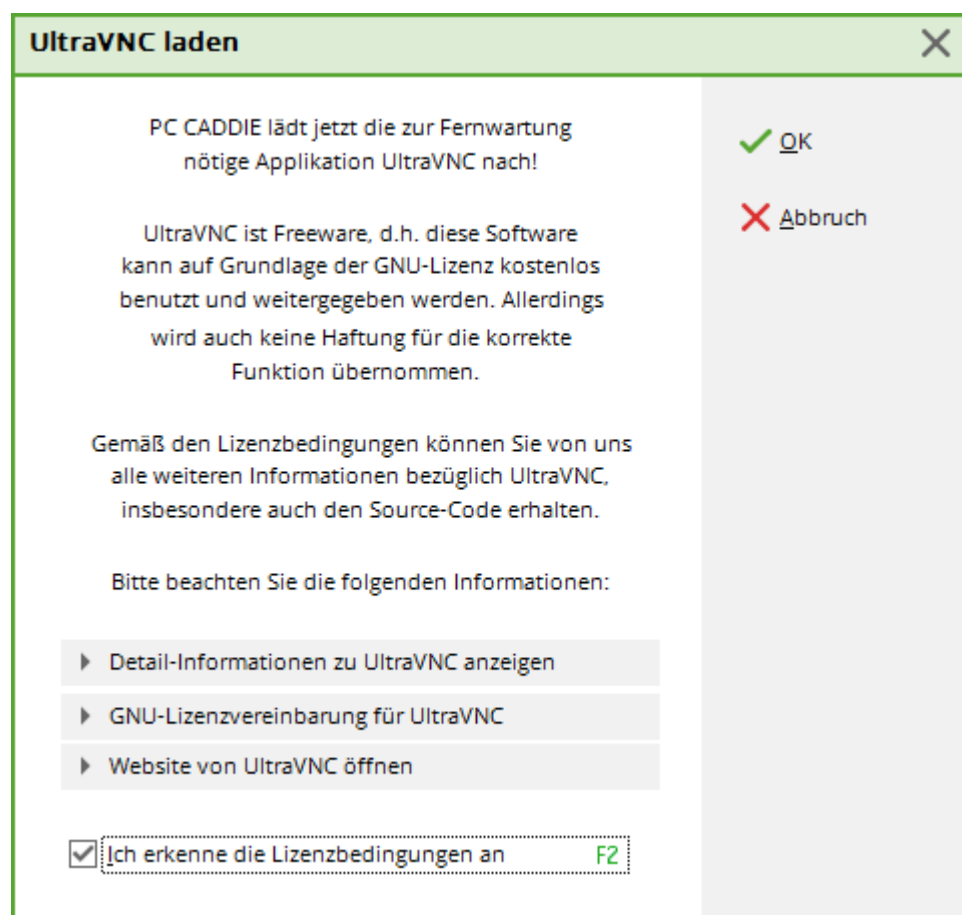 UltraVNC laden
PC CADDIE lädt jetzt die zur Fernwartung
nötige Applikation UltraVNC nach!
UltraVNC ist Freeware, d.h. diese Software
kann auf Grundlage der GNU-Lizenz kostenlos
benutzt und weitergegeben werden. Allerdings
wird auch keine Haftung für die korrekte
Funktion übernommen.
Gemäß den Lizenzbedingungen können Sie von uns
alle weiteren Informationen bezüglich UltraVNC,
insbesondere auch den Source-Code erhalten.
Bitte beachten Sie die folgenden Informationen:
Detail-Informationen zu UltraVNC anzeigen
GNU-Lizenzvereinbarung für UltraVNC
Website von UltraVNC öffnen
Ich erkenne die Lizenzbedingungen an F2
OK
Abbruch